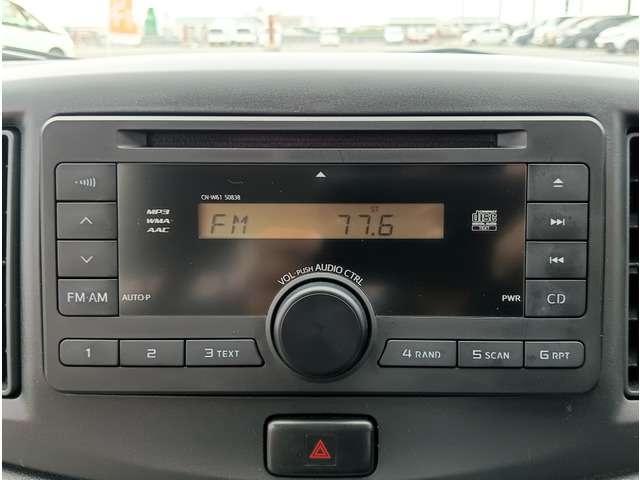 CN-W61 50838
MP3
WMA
AAC
ST
FM 77.6
disc
TEXT
VOL·PUSH AUDIO CTRL
FM·AM
AUTO·P
PWR
CD
1
2
3 TEXT
4 RAND
5 SCAN
6 RPT